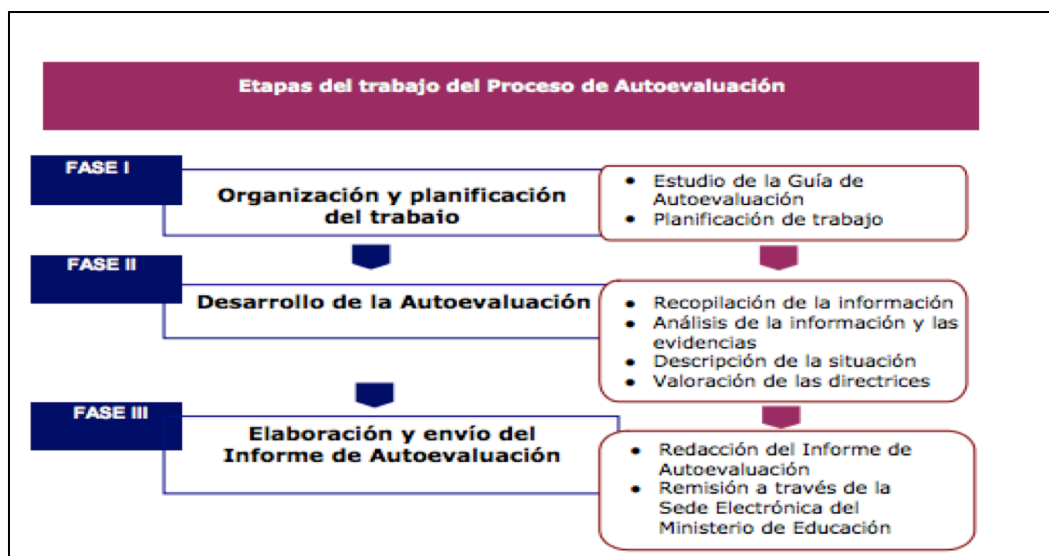 Etapas del trabajo del Proceso de Autoevaluación
FASE I
Organización y planificación
del trabajo
• Estudio de la Guía de
Autoevaluación
• Planificación de trabajo
FASE II
Desarrollo de la Autoevaluación
• Recopilación de la información
• Análisis de la información y las
evidencias
• Descripción de la situación
• Valoración de las directrices
FASE III
Elaboración y envío del
Informe de Autoevaluación
• Redacción del Informe de
Autoevaluación
• Remisión a través de la
Sede Electrónica del
Ministerio de Educación